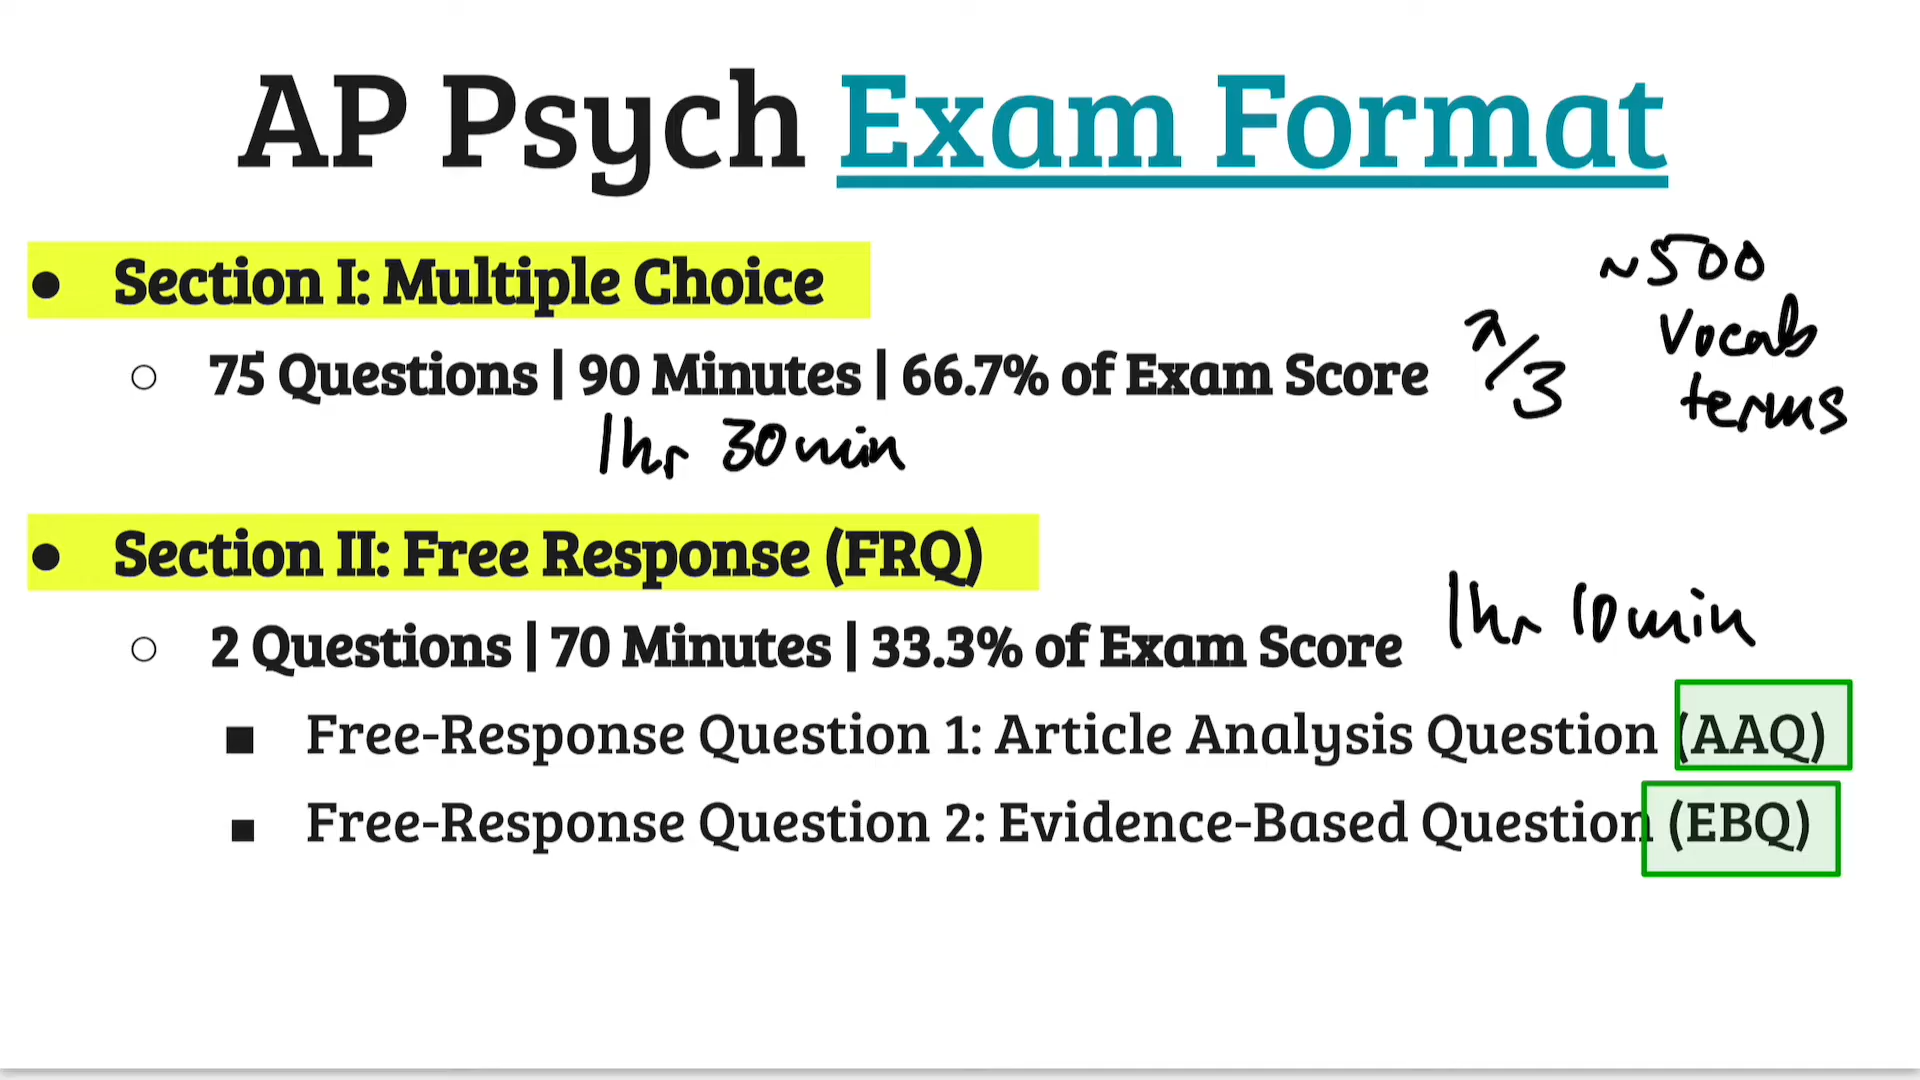 AP Psych Exam Format
● Section I: Multiple Choice
~500
vocab
terms
○ 75 Questions | 90 Minutes | 66.7% of Exam Score
2/3
1hr 30min
● Section II: Free Response (FRQ)
○ 2 Questions | 70 Minutes | 33.3% of Exam Score
1hr 10min
■ Free-Response Question 1: Article Analysis Question (AAQ)
■ Free-Response Question 2: Evidence-Based Question (EBQ)